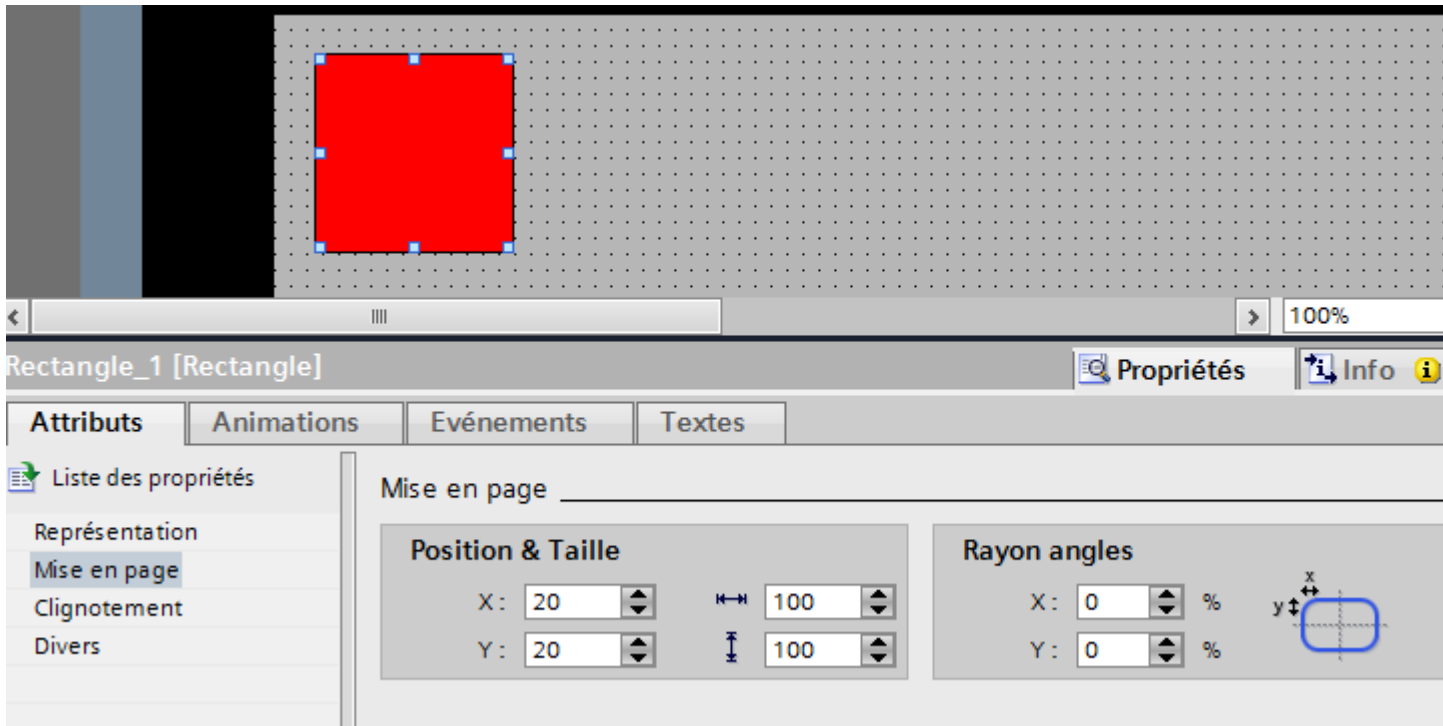 100%
Rectangle_1 [Rectangle]
Propriétés
Info
Attributs
Animations
Evénements
Textes
Liste des propriétés
Mise en page
Représentation
Mise en page
Clignotement
Divers
Position & Taille
X : 20
100
Y : 20
100
Rayon angles
X : 0 %
Y : 0 %
x
y